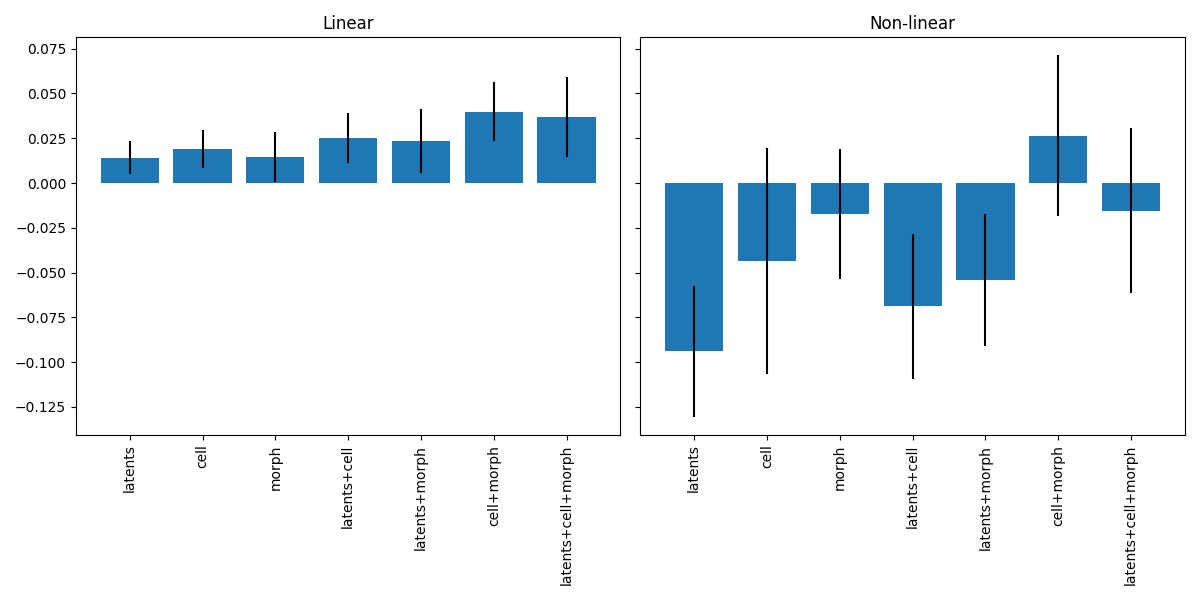 Linear
Non-linear
0.075
0.050
0.025
0.000
−0.025
−0.050
−0.075
−0.100
−0.125
latents
cell
morph
latents+cell
latents+morph
cell+morph
latents+cell+morph
latents
cell
morph
latents+cell
latents+morph
cell+morph
latents+cell+morph